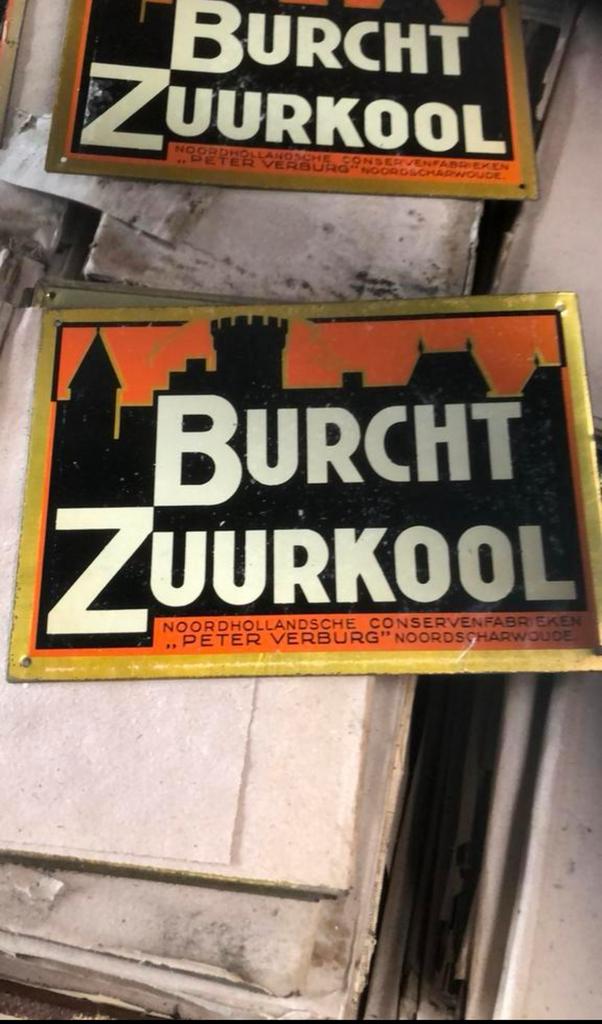 BURCHT
ZUURKOOL
NOORDHOLLANDSCHE CONSERVENFABRIEKEN
„PETER VERBURG" NOORDSCHARWOUDE.
BURCHT
ZUURKOOL
NOORDHOLLANDSCHE CONSERVENFABRIEKEN
„PETER VERBURG" NOORDSCHARWOUDE.